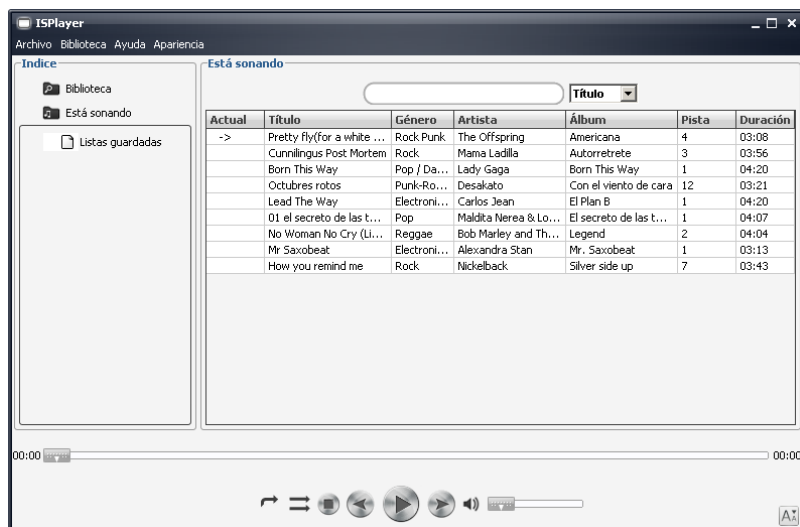 ISPlayer
Archivo Biblioteca Ayuda Apariencia
Indice
Biblioteca
Está sonando
Listas guardadas
Está sonando
Título
Actual Título Género Artista Álbum Pista Duración
-> Pretty fly(for a white ... Rock Punk The Offspring Americana 4 03:08
Cunnilingus Post Mortem Rock Mama Ladilla Autorretrete 3 03:56
Born This Way Pop / Da... Lady Gaga Born This Way 1 04:20
Octubres rotos Punk-Ro... Desakato Con el viento de cara 12 03:21
Lead The Way Electroni... Carlos Jean El Plan B 1 04:20
01 el secreto de las t... Pop Maldita Nerea & Lo... El secreto de las t... 1 04:07
No Woman No Cry (Li... Reggae Bob Marley and Th... Legend 2 04:04
Mr Saxobeat Electroni... Alexandra Stan Mr. Saxobeat 1 03:13
How you remind me Rock Nickelback Silver side up 7 03:43
00:00 00:00